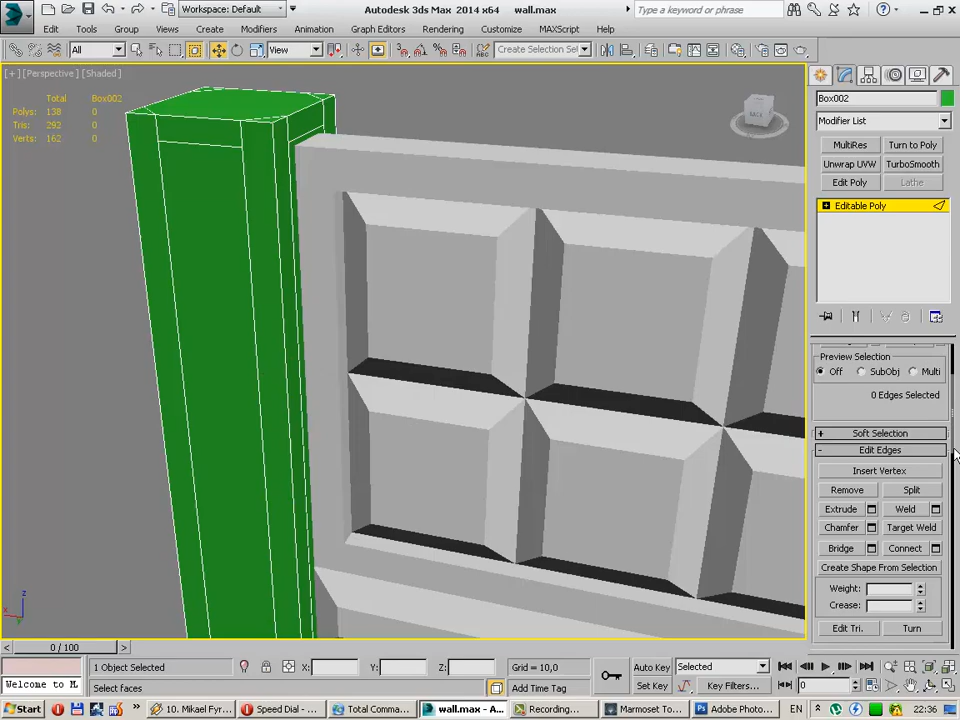 Workspace: Default
Autodesk 3ds Max 2014 x64 wall.max
Type a keyword or phrase
Edit Tools Group Views Create Modifiers Animation Graph Editors Rendering Customize MAXScript Help
All
View
Create Selection Se
[+] [Perspective] [Shaded]
Total Box002
Polys: 138 0
Tris: 292 0
Verts: 162 0
BACK
Box002
Modifier List
MultiRes Turn to Poly
Unwrap UVW TurboSmooth
Edit Poly Lathe
Editable Poly
Preview Selection
Off SubObj Multi
0 Edges Selected
+ Soft Selection
- Edit Edges
Insert Vertex
Remove Split
Extrude Weld
Chamfer Target Weld
Bridge Connect
Create Shape From Selection
Weight:
Crease:
Edit Tri. Turn
z
x
0 / 100
1 Object Selected X: Y: Z: Grid = 10,0 Auto Key Selected
Welcome to M Select faces Add Time Tag Set Key Key Filters... 0
Start 10. Mikael Fyr... Speed Dial -... Total Comma... wall.max - A... Recording... Marmoset To... Adobe Photo... EN 22:36